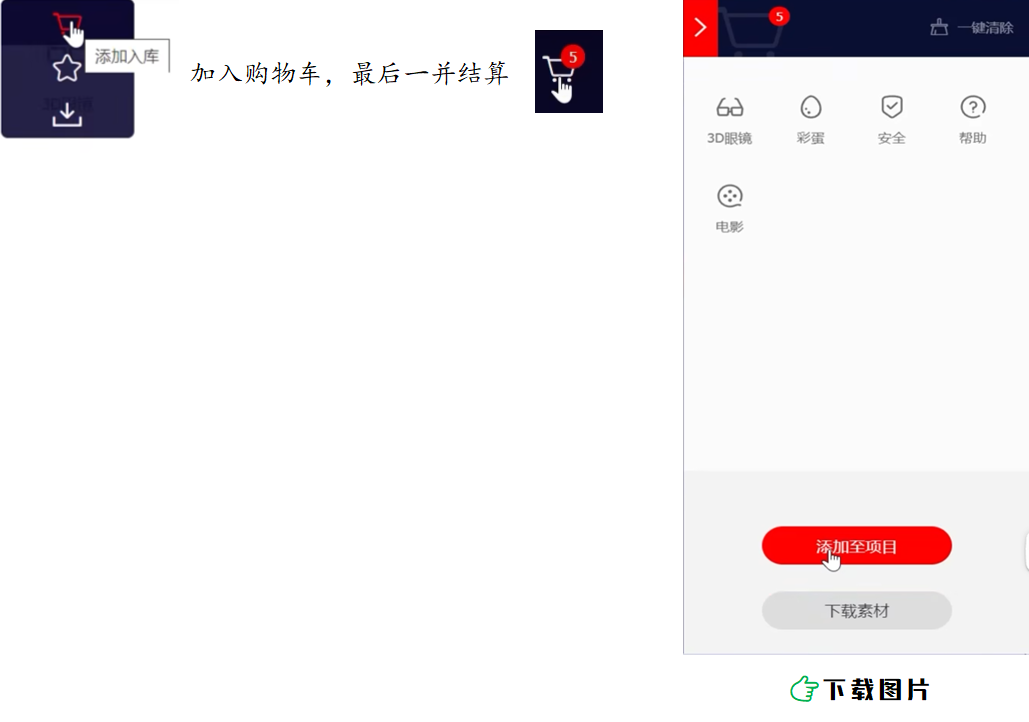 添加入库
加入购物车，最后一并结算
5
5
一键清除
3D眼镜
彩蛋
安全
帮助
电影
添加至项目
下载素材
下载图片